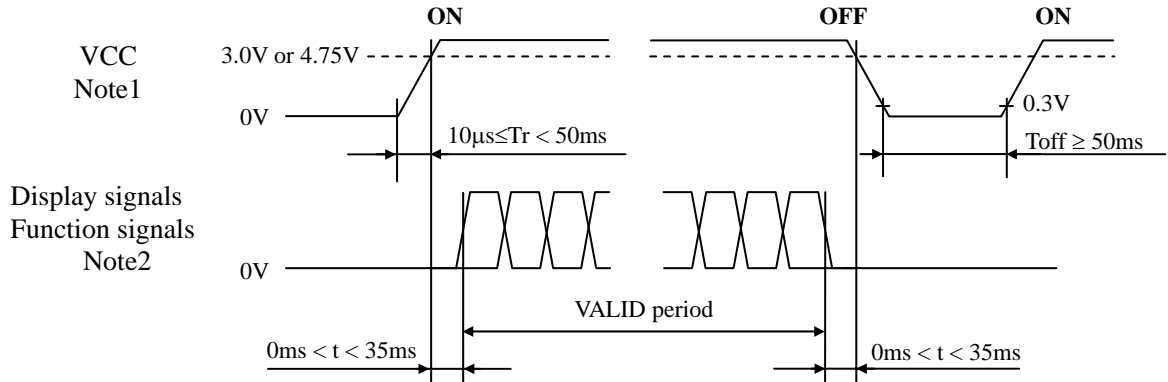 ON OFF ON
VCC
Note1
3.0V or 4.75V
0V
0.3V
10μs≤Tr < 50ms
Toff ≥ 50ms
Display signals
Function signals
Note2
0V
VALID period
0ms < t < 35ms
0ms < t < 35ms